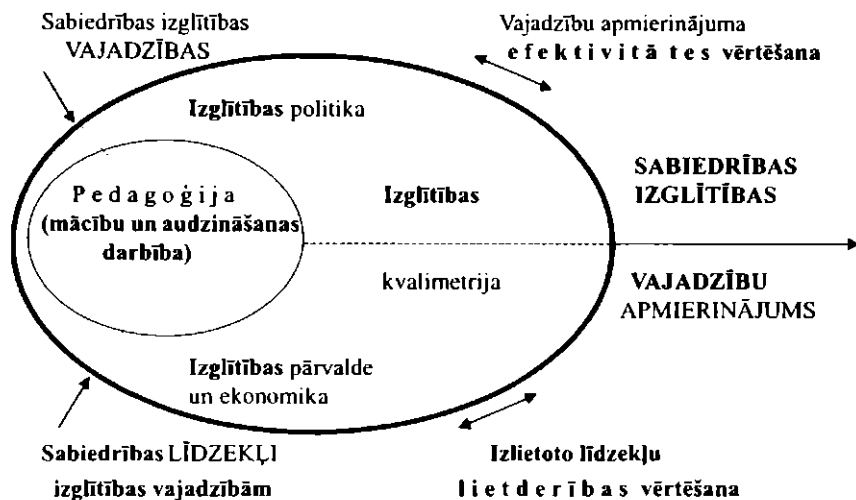 Sabiedrības izglītības
VAJADZĪBAS
Vajadzību apmierinājuma
efektivitātes vērtēšana
Izglītības politika
Pedagoģija
(mācību un audzināšanas
darbība)
Izglītības
kvalimetrija
SABIEDRĪBAS
IZGLĪTĪBAS
VAJADZĪBU
APMIERINĀJUMS
Izglītības pārvalde
un ekonomika
Sabiedrības LĪDZEKĻI
izglītības vajadzībām
Izlietoto līdzekļu
lietderības vērtēšana